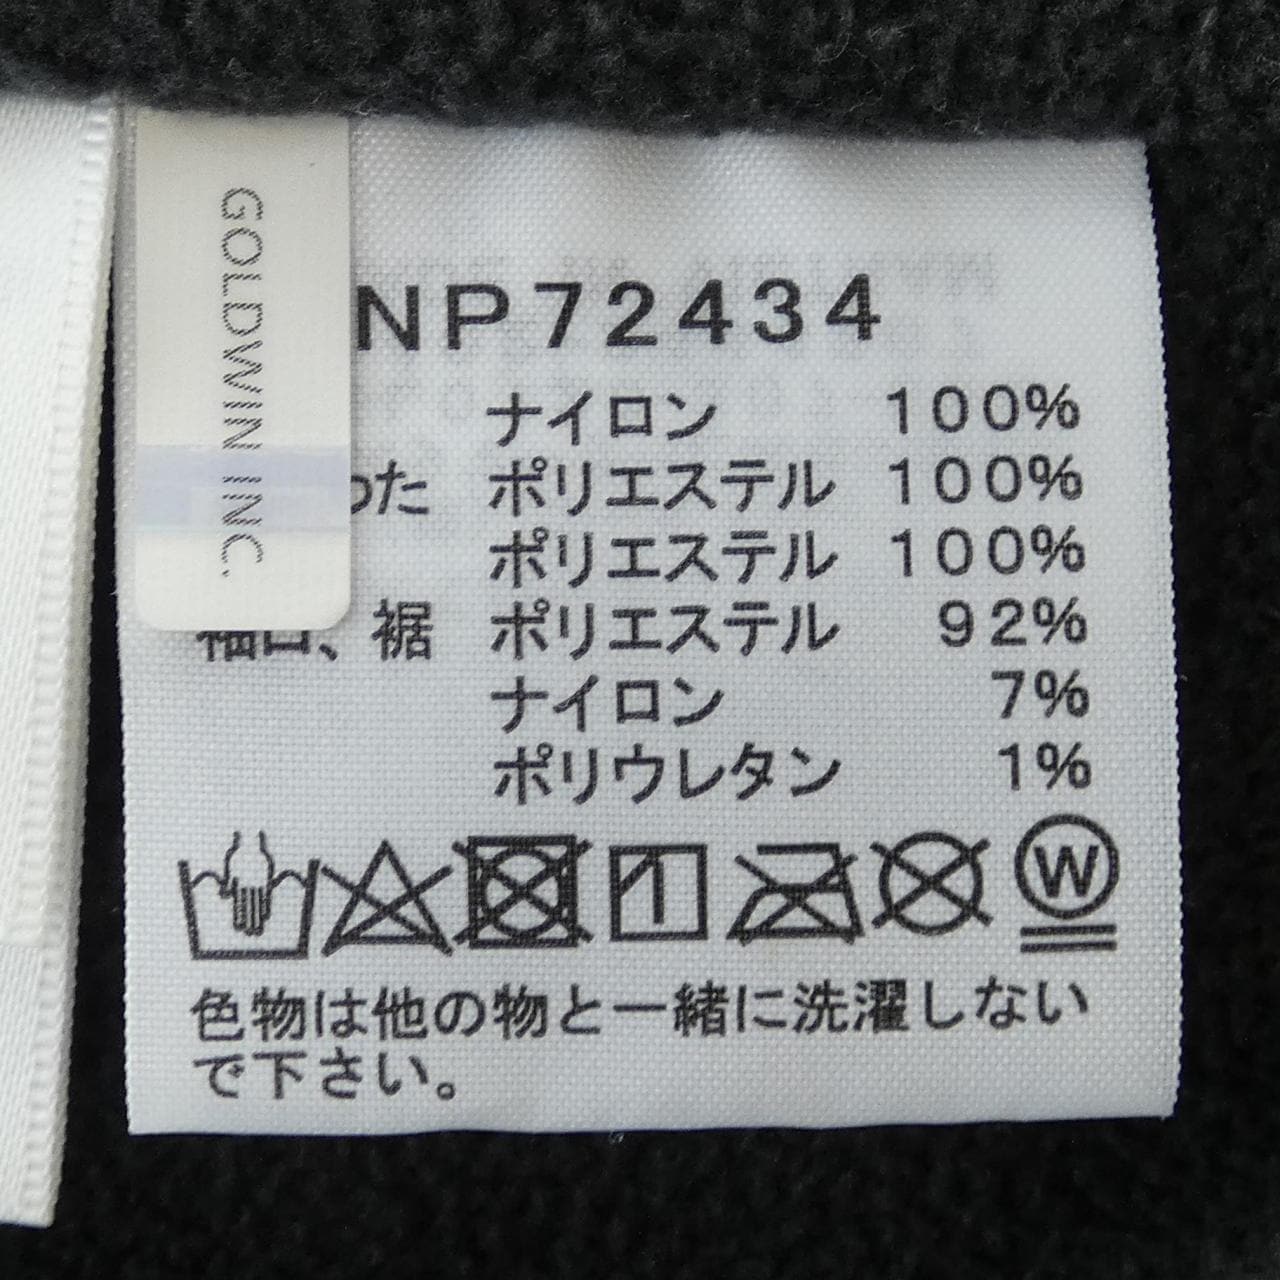 GOLDWIN INC.
NP72434
ナイロン 100%
わた ポリエステル 100%
ポリエステル 100%
袖口、裾 ポリエステル 92%
ナイロン 7%
ポリウレタン 1%
W
色物は他の物と一緒に洗濯しない
で下さい。